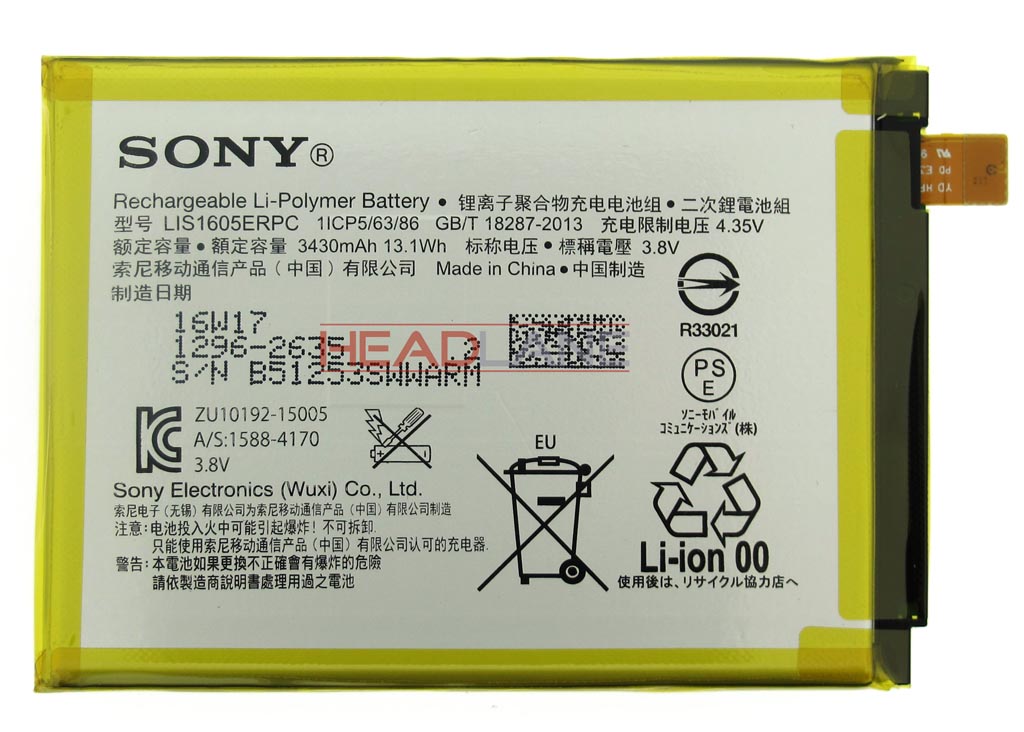 SONY®
Rechargeable Li-Polymer Battery • 锂离子聚合物充电电池组 • 二次鋰電池組
型号 LIS1605ERPC 1ICP5/63/86 GB/T 18287-2013 充电限制电压 4.35V
额定容量 • 額定容量 3430mAh 13.1Wh 标称电压 • 標稱電壓 3.8V
索尼移动通信产品（中国）有限公司 Made in China • 中国制造
制造日期
R33021
16W17
1296-2635
HEADLANE
S/N B512535WWARM
PS
E
ソニーモバイル
コミュニケーションズ(株)
ZU10192-15005
A/S:1588-4170
3.8V
EU
Sony Electronics (Wuxi) Co., Ltd.
索尼电子（无锡）有限公司为索尼移动通信产品（中国）有限公司制造
注意: 电池投入火中可能引起爆炸! 不可拆卸.
只能使用索尼移动通信产品（中国）有限公司认可的充电器.
警告: 本電池如果更換不正確會有爆炸的危險
請依製造商說明書處理用過之電池
Li-ion 00
使用後は、リサイクル協力店へ